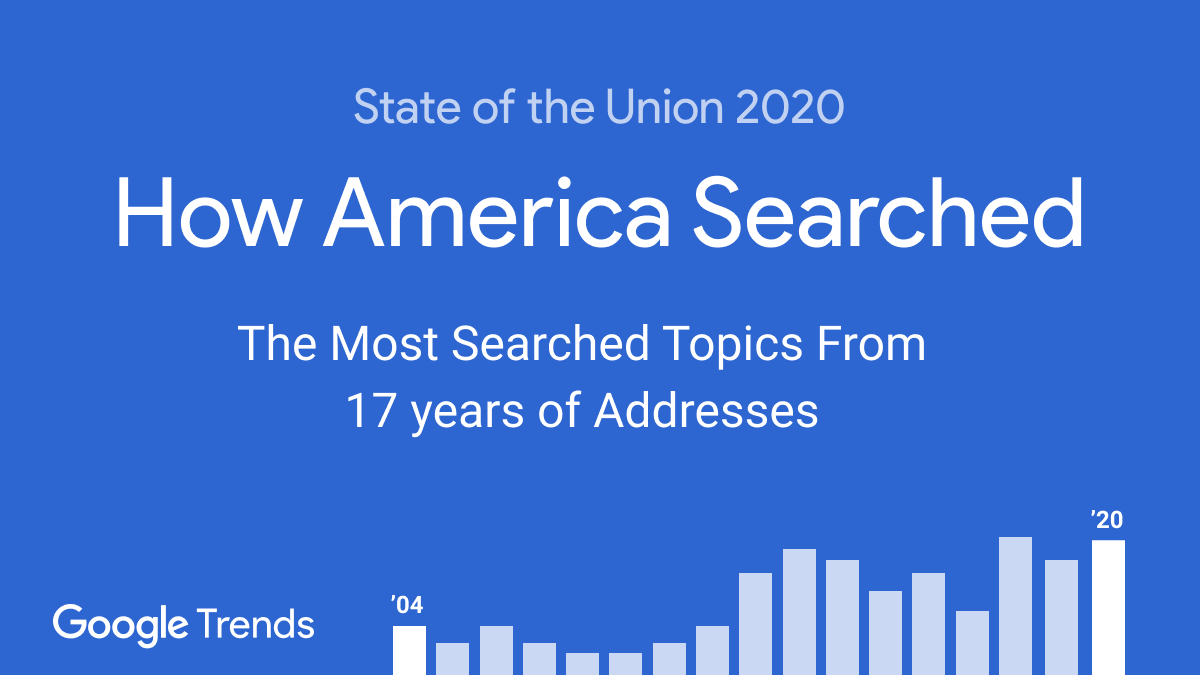 State of the Union 2020
How America Searched
The Most Searched Topics From
17 years of Addresses
’20
’04
Google Trends